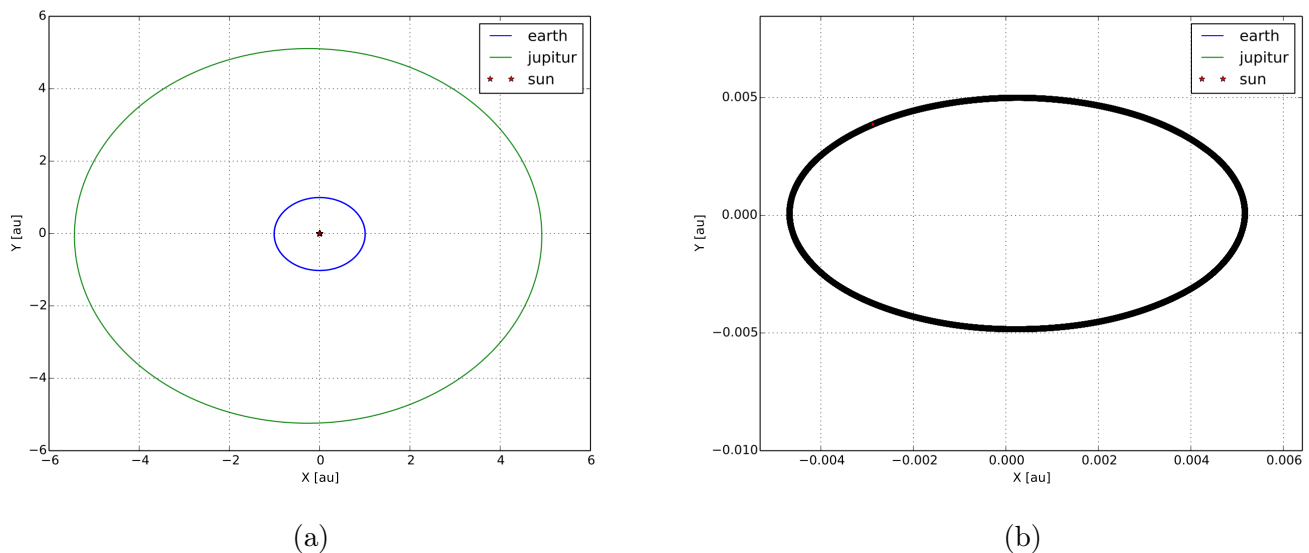 6
4
2
0
−2
−4
−6
Y [au]
−6 −4 −2 0 2 4 6
X [au]
earth
jupitur
sun
(a)
0.005
0.000
−0.005
−0.010
Y [au]
−0.004 −0.002 0.000 0.002 0.004 0.006
X [au]
earth
jupitur
sun
(b)